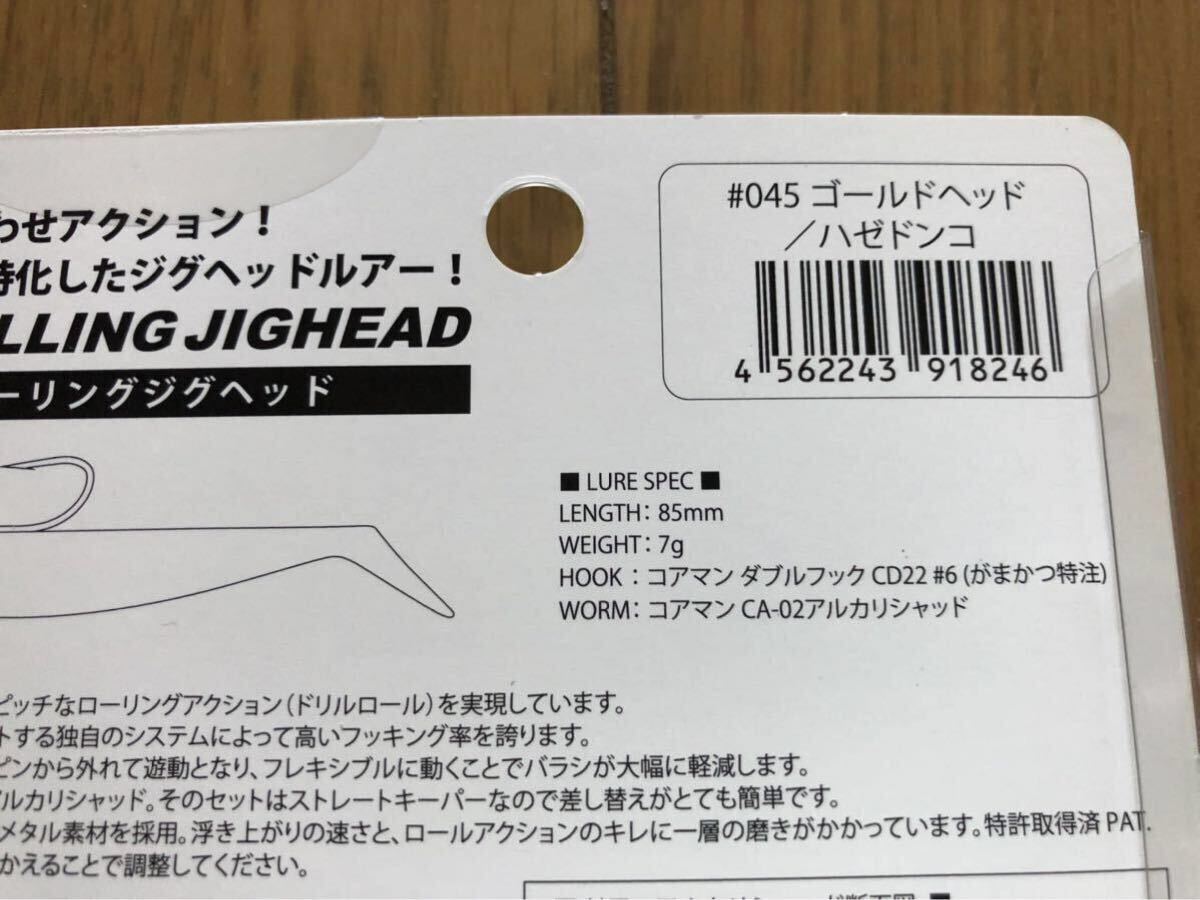 わせアクション！
特化したジグヘッドルアー！
LLING JIGHEAD
ーリングジグヘッド
#045 ゴールドヘッド
／ハゼドンコ
4 562243 918246
■ LURE SPEC ■
LENGTH： 85mm
WEIGHT： 7g
HOOK ： コアマン ダブルフック CD22 #6 (がまかつ特注)
WORM： コアマン CA-02アルカリシャッド
ピッチなローリングアクション（ドリルロール）を実現しています。
トする独自のシステムによって高いフッキング率を誇ります。
ピンから外れて遊動となり、フレキシブルに動くことでバラシが大幅に軽減します。
アルカリシャッド。そのセットはストレートキーパーなので差し替えがとても簡単です。
メタル素材を採用。浮き上がりの速さと、ロールアクションのキレに一層の磨きがかかっています。特許取得済 PAT.
かえることで調整してください。